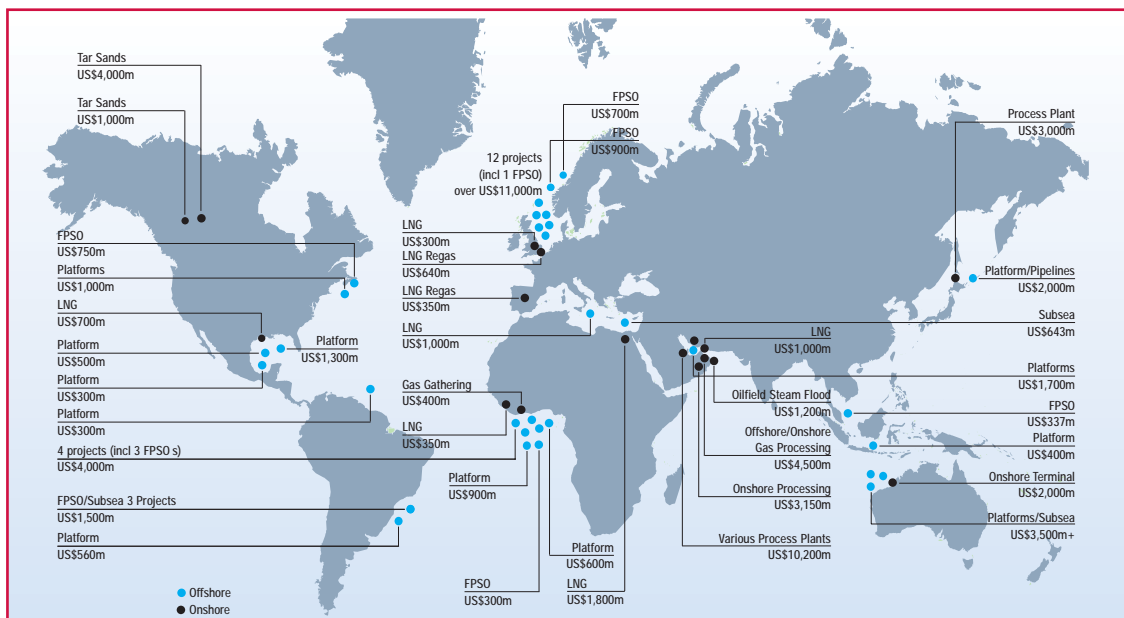 Tar Sands
US$4,000m
Tar Sands
US$1,000m
FPSO
US$750m
Platforms
US$1,000m
LNG
US$700m
Platform
US$500m
Platform
US$1,300m
Platform
US$300m
Platform
US$300m
4 projects (incl 3 FPSO s)
US$4,000m
FPSO/Subsea 3 Projects
US$1,500m
Platform
US$560m
FPSO
US$700m
FPSO
US$900m
12 projects
(incl 1 FPSO)
over US$11,000m
LNG
US$300m
LNG Regas
US$640m
LNG Regas
US$350m
LNG
US$1,000m
Gas Gathering
US$400m
LNG
US$350m
Platform
US$900m
FPSO
US$300m
Platform
US$600m
LNG
US$1,800m
Process Plant
US$3,000m
Platform/Pipelines
US$2,000m
Subsea
US$643m
LNG
US$1,000m
Platforms
US$1,700m
Oilfield Steam Flood
US$1,200m
FPSO
US$337m
Offshore/Onshore
Gas Processing
US$4,500m
Platform
US$400m
Onshore Processing
US$3,150m
Onshore Terminal
US$2,000m
Platforms/Subsea
US$3,500m+
Various Process Plants
US$10,200m
Offshore
Onshore